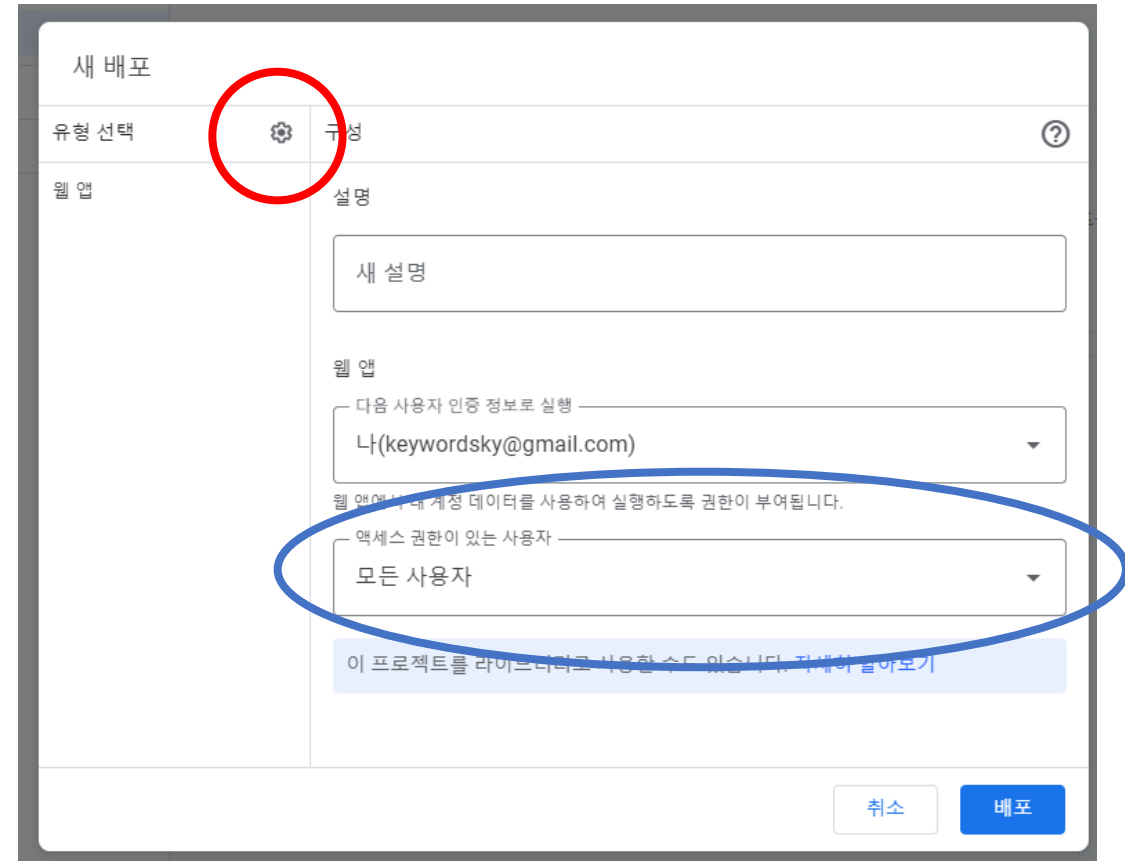 새 배포
유형 선택
구성
웹 앱
설명
새 설명
웹 앱
다음 사용자 인증 정보로 실행
나(keywordsky@gmail.com)
웹 앱에서 내 계정 데이터를 사용하여 실행하도록 권한이 부여됩니다.
액세스 권한이 있는 사용자
모든 사용자
이 프로젝트를 라이브러리로 사용할 수도 있습니다. 자세히 알아보기
취소
배포